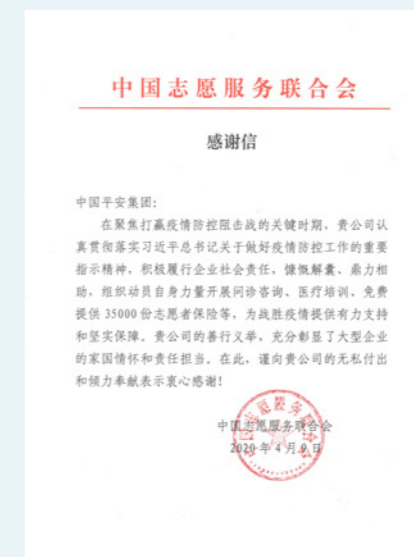 中国志愿服务联合会
感谢信
中国平安集团：
在聚焦打赢疫情防控阻击战的关键时期，贵公司认
真贯彻落实习近平总书记关于做好疫情防控工作的重要
指示精神，积极履行企业社会责任，慷慨解囊、鼎力相
助，组织动员自身力量开展问诊咨询、医疗培训、免费
提供 35000 份志愿者保险等，为战胜疫情提供有力支持
和坚实保障。贵公司的善行义举，充分彰显了大型企业
的家国情怀和责任担当。在此，谨向贵公司的无私付出
和倾力奉献表示衷心感谢！
中国志愿服务联合会
2020 年 4 月 9 日